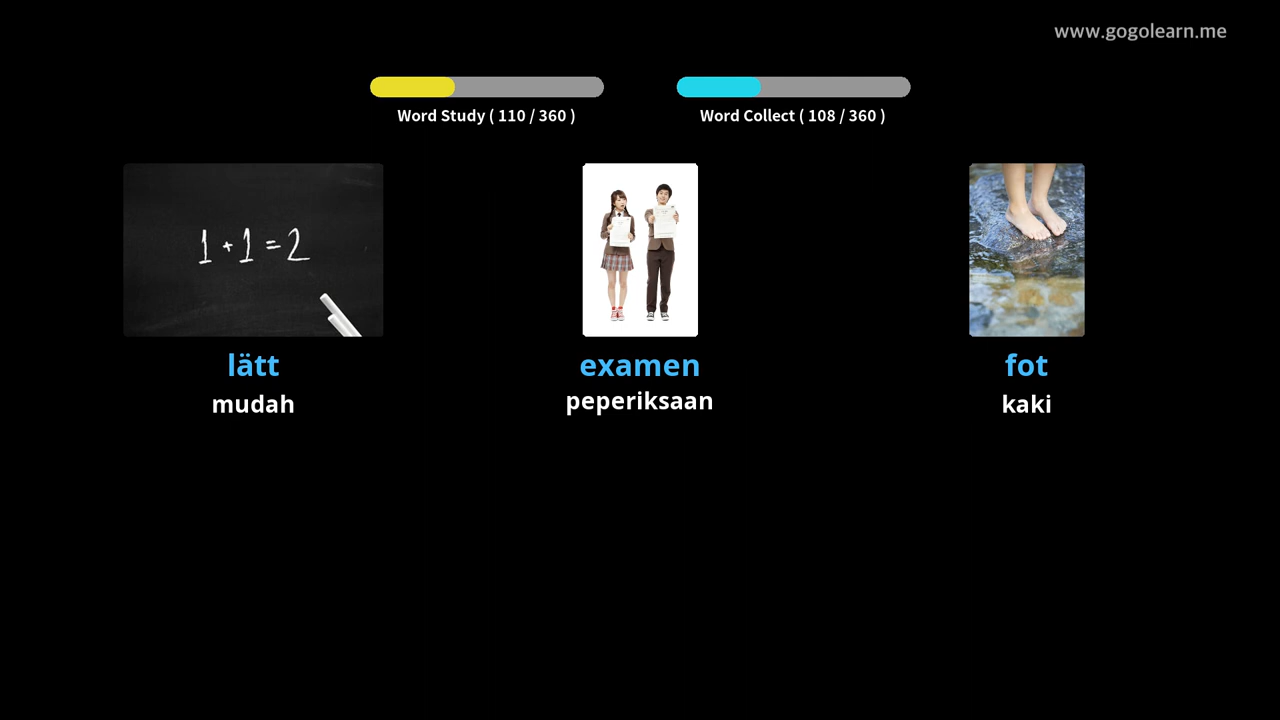 www.gogolearn.me
Word Study ( 110 / 360 )
Word Collect ( 108 / 360 )
1 + 1 = 2
lätt
mudah
examen
peperiksaan
fot
kaki